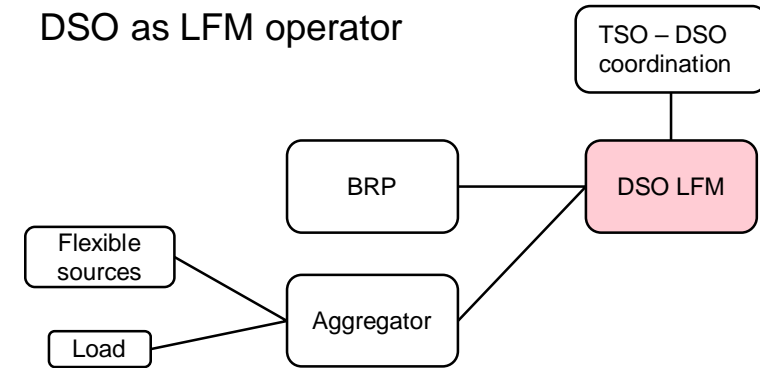 DSO as LFM operator
TSO – DSO
coordination
BRP
DSO LFM
Flexible
sources
Aggregator
Load